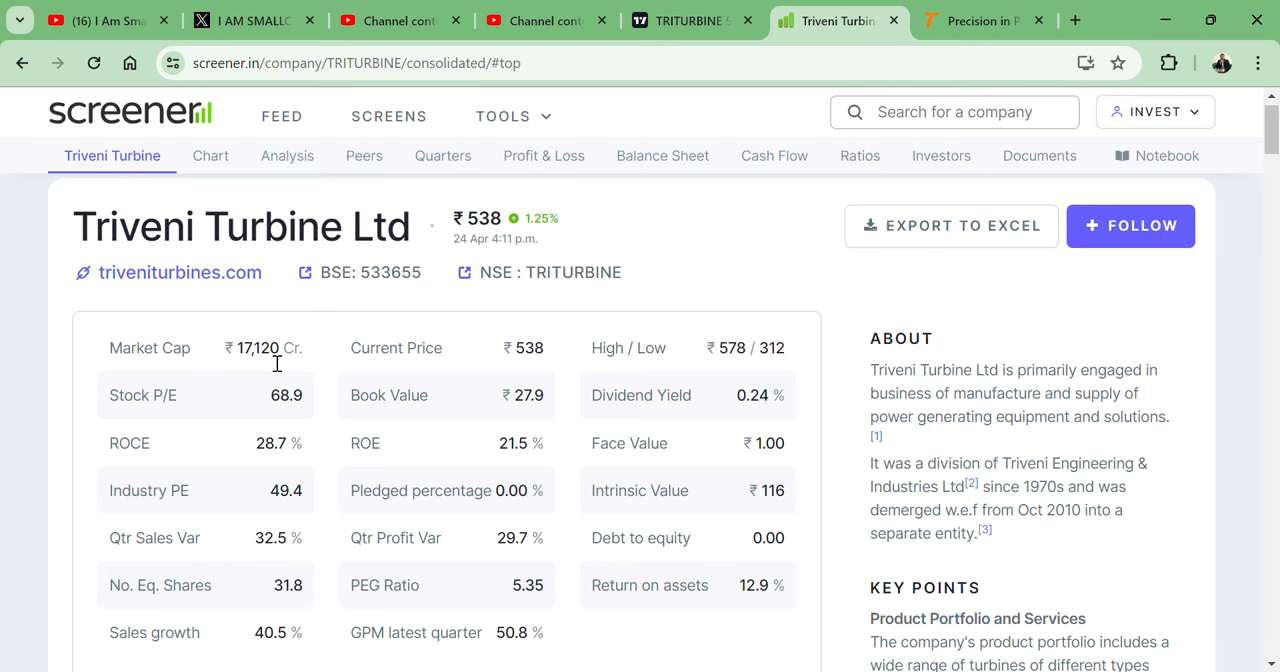 (16) I Am Sma
I AM SMALLC
Channel cont
Channel cont
TRITURBINE 5
Triveni Turbin
Precision in P
screener.in/company/TRITURBINE/consolidated/#top
screener
FEED
SCREENS
TOOLS
Search for a company
INVEST
Triveni Turbine
Chart
Analysis
Peers
Quarters
Profit & Loss
Balance Sheet
Cash Flow
Ratios
Investors
Documents
Notebook
Triveni Turbine Ltd
₹ 538 1.25%
24 Apr 4:11 p.m.
EXPORT TO EXCEL
+ FOLLOW
triveniturbines.com
BSE: 533655
NSE : TRITURBINE
Market Cap ₹ 17,120 Cr.
Current Price ₹ 538
High / Low ₹ 578 / 312
Stock P/E 68.9
Book Value ₹ 27.9
Dividend Yield 0.24 %
ROCE 28.7 %
ROE 21.5 %
Face Value ₹ 1.00
Industry PE 49.4
Pledged percentage 0.00 %
Intrinsic Value ₹ 116
Qtr Sales Var 32.5 %
Qtr Profit Var 29.7 %
Debt to equity 0.00
No. Eq. Shares 31.8
PEG Ratio 5.35
Return on assets 12.9 %
Sales growth 40.5 %
GPM latest quarter 50.8 %
ABOUT
Triveni Turbine Ltd is primarily engaged in
business of manufacture and supply of
power generating equipment and solutions.
[1]
It was a division of Triveni Engineering &
Industries Ltd[2] since 1970s and was
demerged w.e.f from Oct 2010 into a
separate entity.[3]
KEY POINTS
Product Portfolio and Services
The company's product portfolio includes a
wide range of turbines of different types